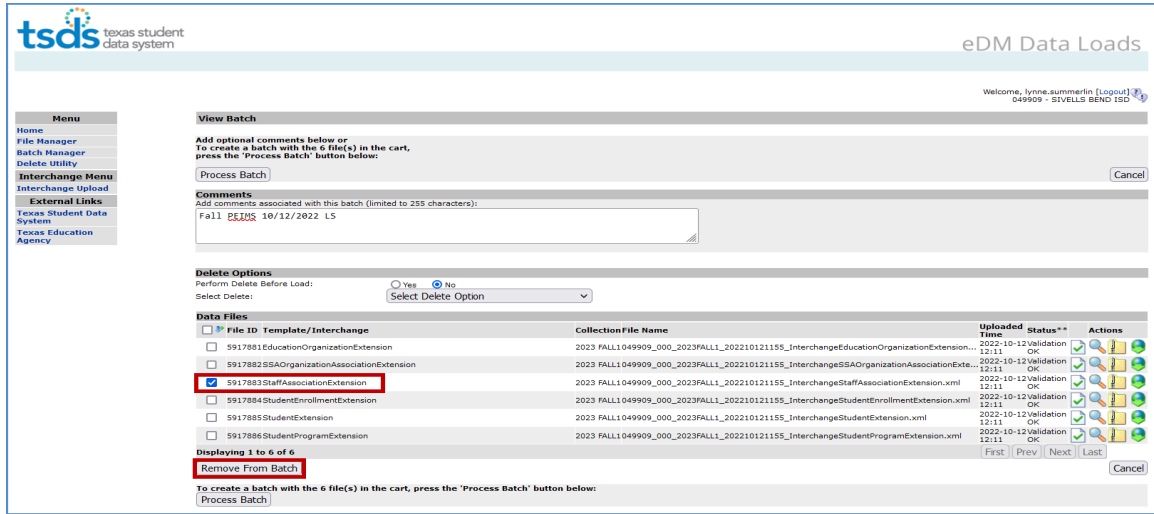 tsds texas student data system
eDM Data Loads
Welcome, lynne.summerlin [Logout]
049909 - SIVELLS BEND ISD
Menu
Home
File Manager
Batch Manager
Delete Utility
Interchange Menu
Interchange Upload
External Links
Texas Student Data
System
Texas Education
Agency
View Batch
Add optional comments below or
To create a batch with the 6 file(s) in the cart,
press the 'Process Batch' button below:
Process Batch Cancel
Comments
Add comments associated with this batch (limited to 255 characters):
Fall PEIMS 10/12/2022 LS
Delete Options
Perform Delete Before Load: Yes No
Select Delete: Select Delete Option
Data Files
File ID Template/Interchange Collection File Name Uploaded Time Status** Actions
5917881 EducationOrganizationExtension 2023 FALL1 049909_000_2023FALL1_202210121155_InterchangeEducationOrganizationExtension... 2022-10-12 12:11 Validation OK
5917882 SSAOrganizationAssociationExtension 2023 FALL1 049909_000_2023FALL1_202210121155_InterchangeSSAOrganizationAssociationExte... 2022-10-12 12:11 Validation OK
5917883 StaffAssociationExtension 2023 FALL1 049909_000_2023FALL1_202210121155_InterchangeStaffAssociationExtension.xml 2022-10-12 12:11 Validation OK
5917884 StudentEnrollmentExtension 2023 FALL1 049909_000_2023FALL1_202210121155_InterchangeStudentEnrollmentExtension.xml 2022-10-12 12:11 Validation OK
5917885 StudentExtension 2023 FALL1 049909_000_2023FALL1_202210121155_InterchangeStudentExtension.xml 2022-10-12 12:11 Validation OK
5917886 StudentProgramExtension 2023 FALL1 049909_000_2023FALL1_202210121155_InterchangeStudentProgramExtension.xml 2022-10-12 12:11 Validation OK
Displaying 1 to 6 of 6 First Prev Next Last
Remove From Batch Cancel
To create a batch with the 6 file(s) in the cart, press the 'Process Batch' button below:
Process Batch